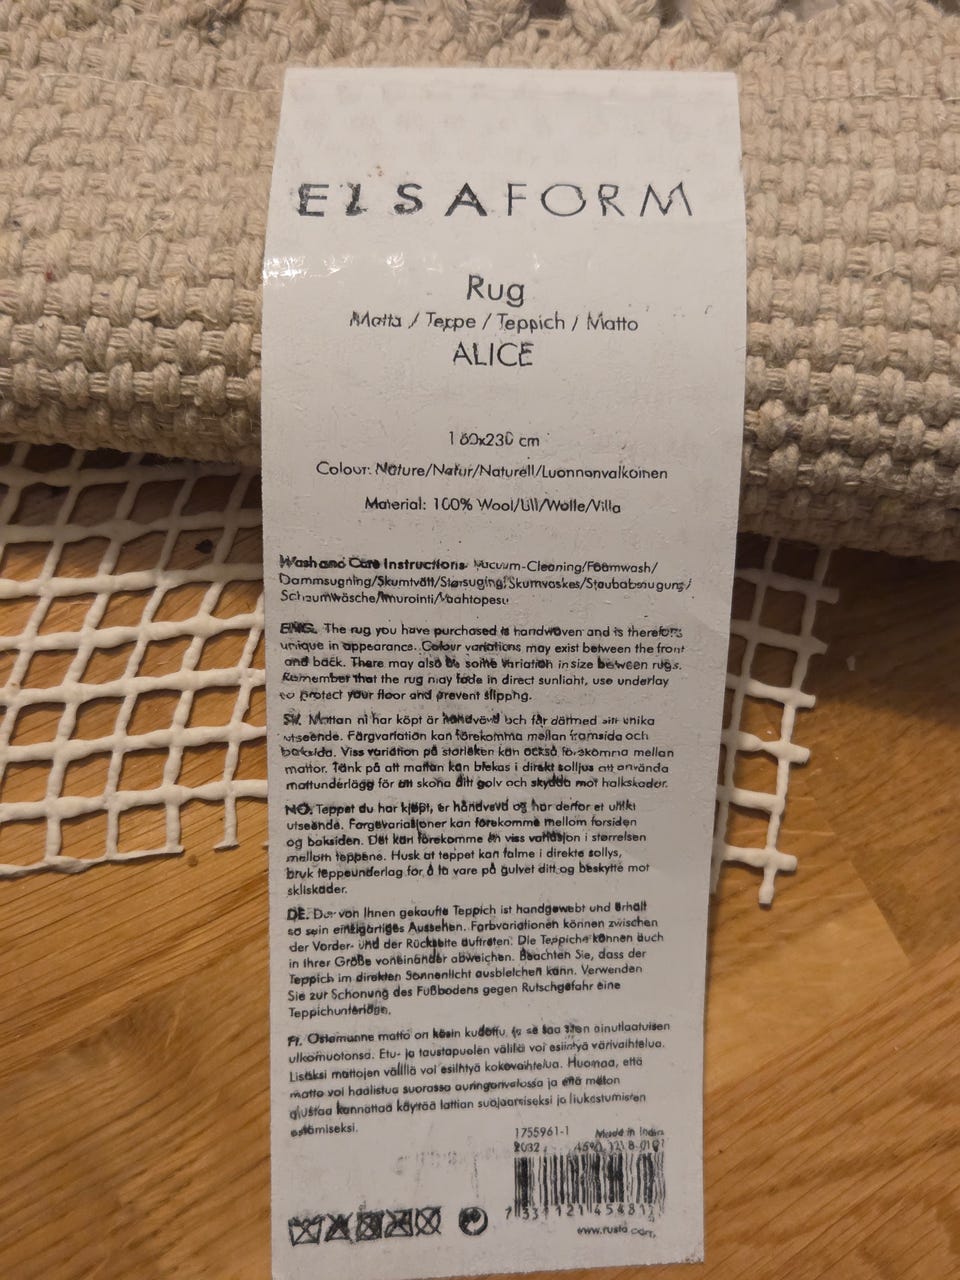 ELSAFORM
Rug
Matta / Teppe / Teppich / Matto
ALICE
160x230 cm
Colour: Nature/Natur/Naturell/Luonnonvalkoinen
Material: 100% Wool/Ull/Wolle/Villa
Wash and Care Instructions: Vacuum-Cleaning/Foamwash/
Dammsugning/Skumtvätt/Støvsuging/Skumvaskes/Staubabsaugung/
Schaumwäsche/Imurointi/Vaahtopesu
ENG. The rug you have purchased is handwoven and is therefore
unique in appearance. Colour variations may exist between the front
and back. There may also be some variation in size between rugs.
Remember that the rug may fade in direct sunlight, use underlay
to protect your floor and prevent slipping.
SV. Mattan ni har köpt är handvävd och får därmed sitt unika
utseende. Färgvariation kan förekomma mellan framsida och
baksida. Viss variation på storleken kan också förekomma mellan
mattor. Tänk på att mattan kan blekas i direkt solljus att använda
mattunderlägg för att skona ditt golv och skydda mot halkskador.
NO. Teppet du har kjøpt, er håndvevd og har derfor et unikt
utseende. Fargevariasjoner kan förekomme mellom forsiden
og baksiden. Det kan förekomme en viss variasjon i størrelsen
mellom teppene. Husk at teppet kan falme i direkte sollys,
bruk teppeunderlag for å ta vare på gulvet ditt og beskytte mot
skliskader.
DE. Der von Ihnen gekaufte Teppich ist handgewebt und erhält
so sein einzigartiges Aussehen. Farbvariationen können zwischen
der Vorder- und der Rückseite auftreten. Die Teppiche können auch
in ihrer Größe voneinander abweichen. Beachten Sie, dass der
Teppich im direkten Sonnenlicht ausbleichen kann. Verwenden
Sie zur Schonung des Fußbodens gegen Rutschgefahr eine
Teppichunterlage.
FI. Ostamanne matto on käsin kudottu, ja se saa siten ainutlaatuisen
ulkomuotonsa. Etu- ja taustapuolen välillä voi esiintyä värivaihtelua.
Lisäksi mattojen välillä voi esiintyä kokovaihtelua. Huomaa, että
matto voi haalistua suorassa auringonvalossa ja että maton
alustaa kannattaa käyttää lattian suojaamiseksi ja liukastumisten
estämiseksi.
1755961-1 Made in India
2032
7 331121 45481
www.rusta.com,